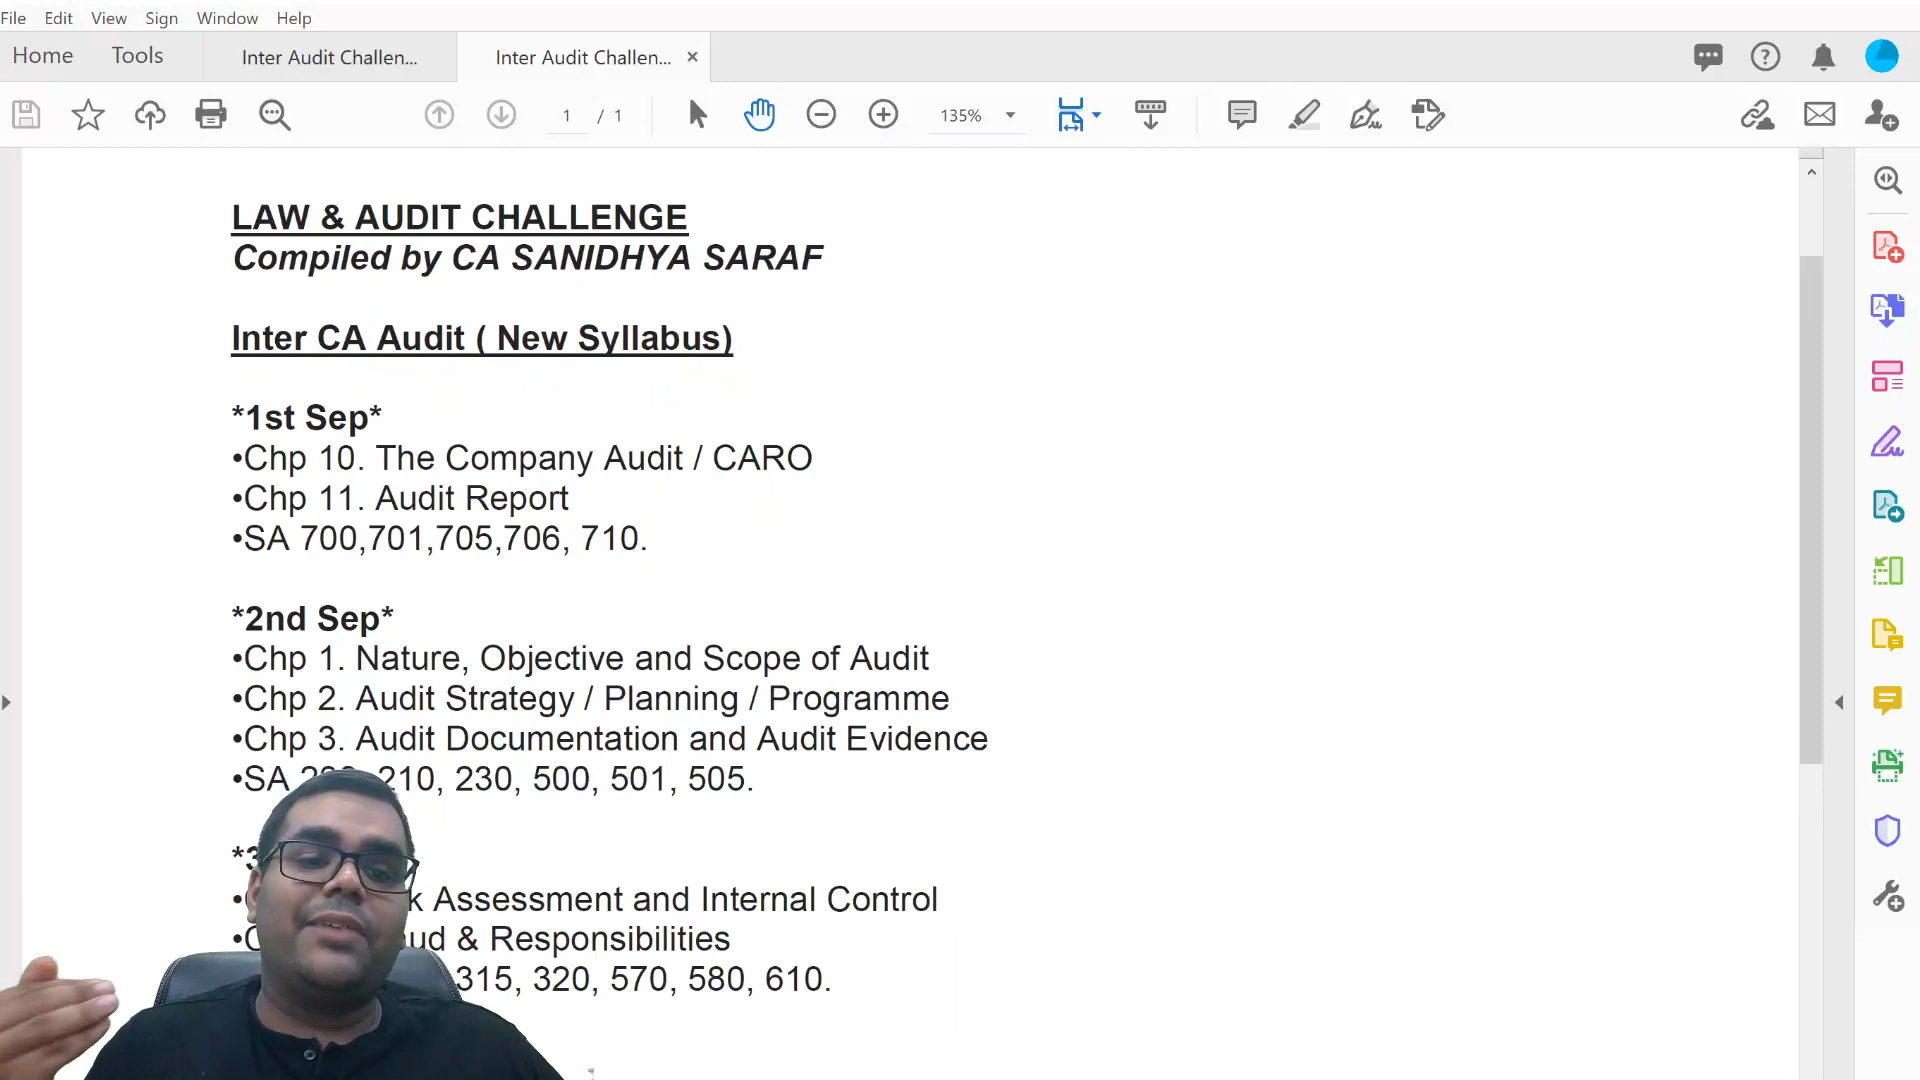 File Edit View Sign Window Help
Home Tools Inter Audit Challen... Inter Audit Challen...
1 / 1 135%
LAW & AUDIT CHALLENGE
Compiled by CA SANIDHYA SARAF
Inter CA Audit ( New Syllabus)
*1st Sep*
•Chp 10. The Company Audit / CARO
•Chp 11. Audit Report
•SA 700,701,705,706, 710.
*2nd Sep*
•Chp 1. Nature, Objective and Scope of Audit
•Chp 2. Audit Strategy / Planning / Programme
•Chp 3. Audit Documentation and Audit Evidence
•SA 210, 230, 500, 501, 505.
Assessment and Internal Control
& Responsibilities
315, 320, 570, 580, 610.